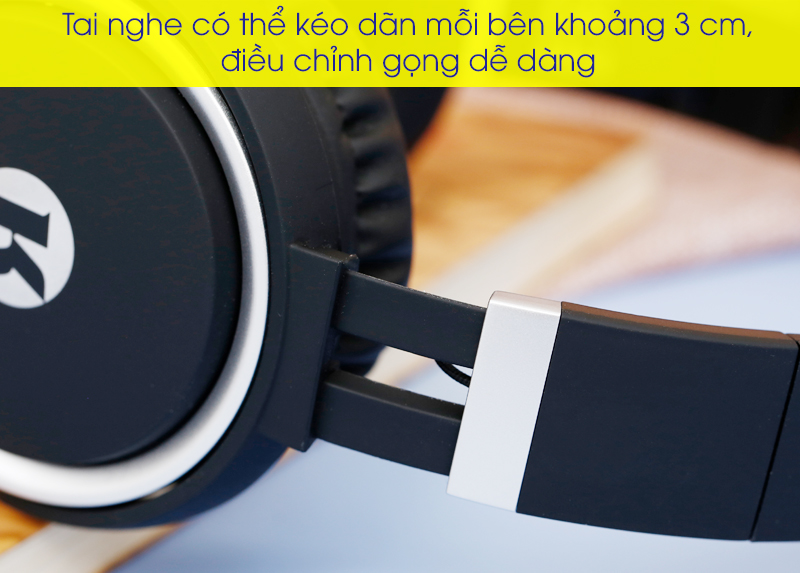 Tai nghe có thể kéo dãn mỗi bên khoảng 3 cm,
điều chỉnh gọng dễ dàng
K